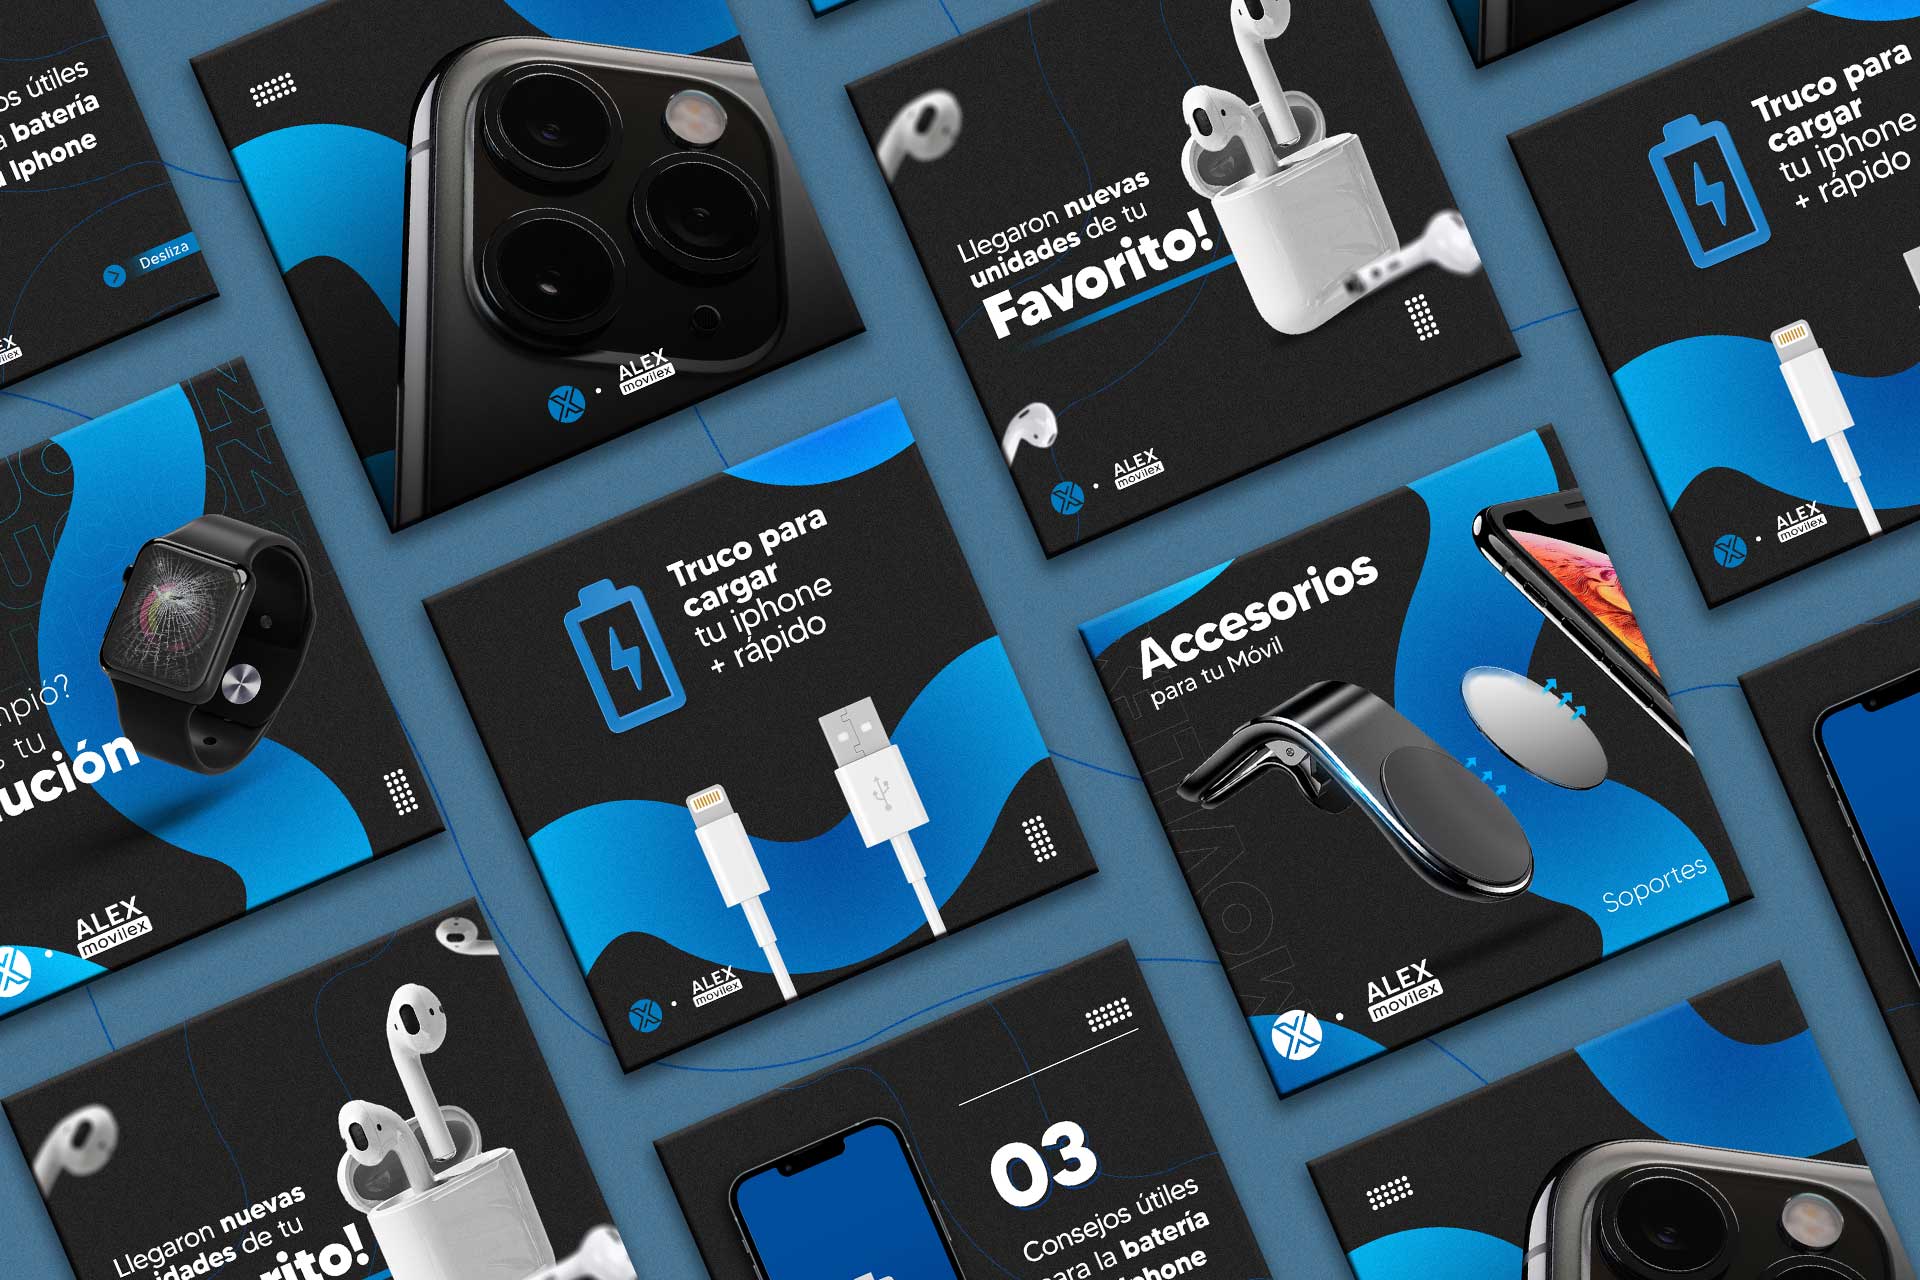 os útiles
a batería
Iphone
Desliza
ALEX
movilex
Llegaron nuevas
unidades de tu
Favorito!
ALEX
movilex
Truco para
cargar
tu iphone
+ rápido
ALEX
movilex
mpió?
tu
ución
ALEX
movilex
Truco para
cargar
tu iphone
+ rápido
ALEX
movilex
Accesorios
para tu Móvil
Soportes
ALEX
movilex
Llegaron nuevas
idades de tu
rito!
03
Consejos útiles
para la batería
phone